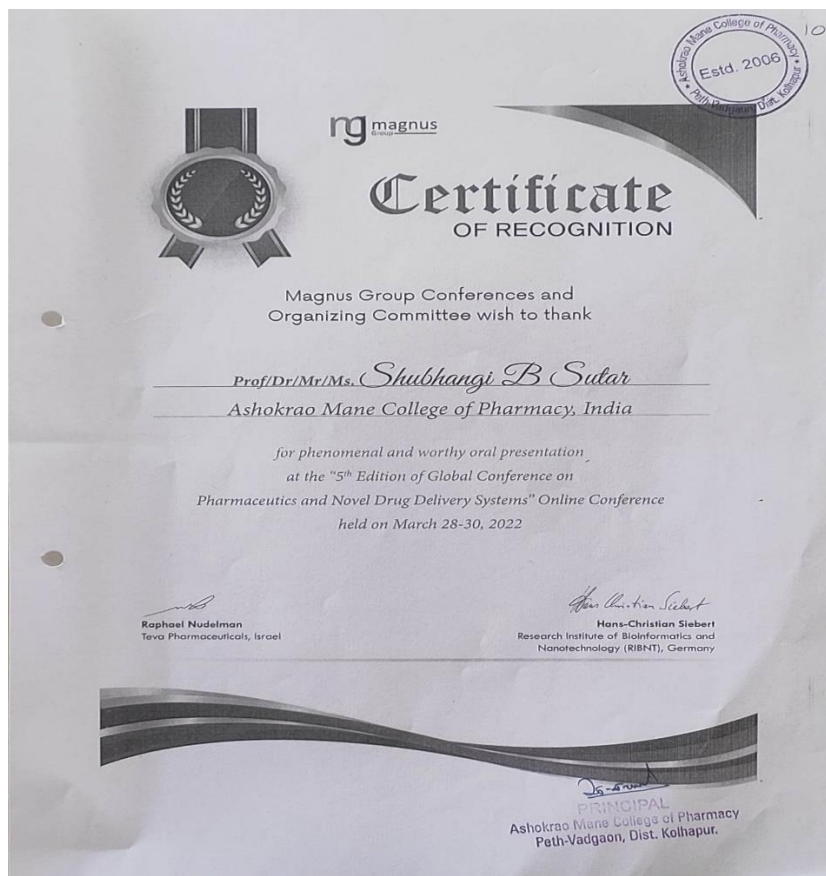 Ashokrao Mane College of Pharmacy
Estd. 2006
Peth-Vadgaon, Dist. Kolhapur
10
mg magnus
Group
Certificate
OF RECOGNITION
Magnus Group Conferences and
Organizing Committee wish to thank
Prof/Dr/Mr/Ms. Shubhangi B Sutar
Ashokrao Mane College of Pharmacy, India
for phenomenal and worthy oral presentation
at the "5th Edition of Global Conference on
Pharmaceutics and Novel Drug Delivery Systems" Online Conference
held on March 28-30, 2022
Raphael Nudelman
Teva Pharmaceuticals, Israel
Hans Christian Siebert
Hans-Christian Siebert
Research Institute of Bioinformatics and
Nanotechnology (RIBNT), Germany
PRINCIPAL
Ashokrao Mane College of Pharmacy
Peth-Vadgaon, Dist. Kolhapur.